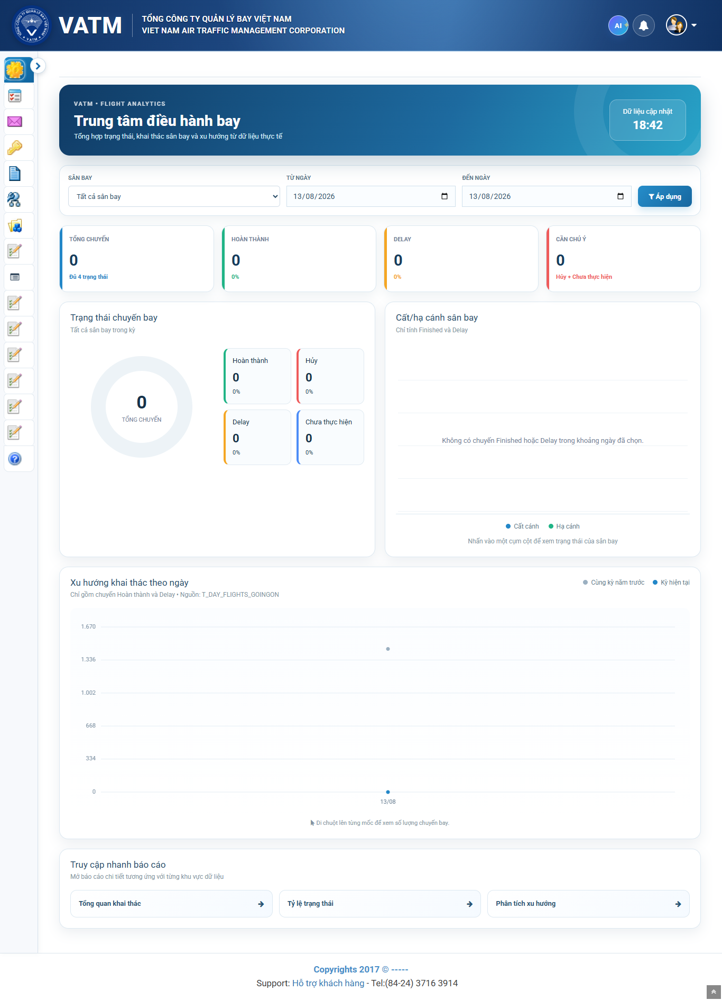 TỔNG CÔNG TY QUẢN LÝ BAY VIỆT NAM
VATM
VATM
TỔNG CÔNG TY QUẢN LÝ BAY VIỆT NAM
VIET NAM AIR TRAFFIC MANAGEMENT CORPORATION
AI
VATM • FLIGHT ANALYTICS
Trung tâm điều hành bay
Tổng hợp trạng thái, khai thác sân bay và xu hướng từ dữ liệu thực tế
Dữ liệu cập nhật
18:42
SÂN BAY
TỪ NGÀY
ĐẾN NGÀY
Tất cả sân bay
13/08/2026
13/08/2026
Áp dụng
TỔNG CHUYẾN
0
Đủ 4 trạng thái
HOÀN THÀNH
0
0%
DELAY
0
0%
CẦN CHÚ Ý
0
Hủy + Chưa thực hiện
Trạng thái chuyến bay
Tất cả sân bay trong kỳ
0
TỔNG CHUYẾN
Hoàn thành
0
0%
Hủy
0
0%
Delay
0
0%
Chưa thực hiện
0
0%
Cất/hạ cánh sân bay
Chỉ tính Finished và Delay
Không có chuyến Finished hoặc Delay trong khoảng ngày đã chọn.
Cất cánh
Hạ cánh
Nhấn vào một cụm cột để xem trạng thái của sân bay
Xu hướng khai thác theo ngày
Chỉ gồm chuyến Hoàn thành và Delay • Nguồn: T_DAY_FLIGHTS_GOINGON
Cùng kỳ năm trước
Kỳ hiện tại
1.670
1.336
1.002
668
334
0
13/08
Di chuột lên từng mốc để xem số lượng chuyến bay.
Truy cập nhanh báo cáo
Mở báo cáo chi tiết tương ứng với từng khu vực dữ liệu
Tổng quan khai thác
Tỷ lệ trạng thái
Phân tích xu hướng
Copyrights 2017 © -----
Support: Hỗ trợ khách hàng - Tel:(84-24) 3716 3914